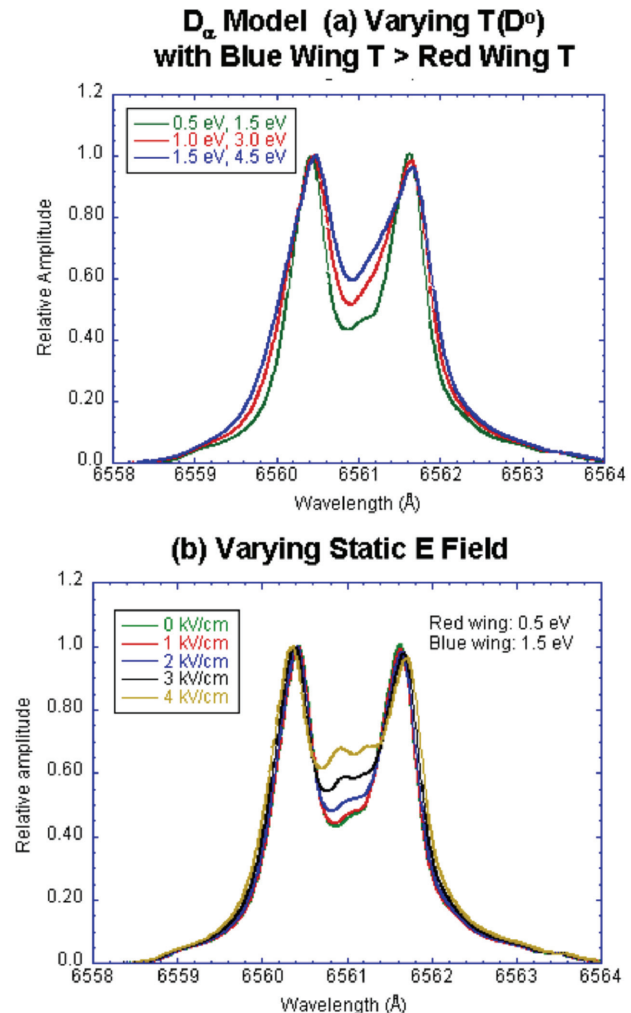 Dα Model (a) Varying T(D°)
with Blue Wing T > Red Wing T
1.2
0.5 eV, 1.5 eV
1.0 eV, 3.0 eV
1.5 eV, 4.5 eV
1.0
0.80
0.60
0.40
0.20
0.0
Relative Amplitude
6558 6559 6560 6561 6562 6563 6564
Wavelength (Å)
(b) Varying Static E Field
1.2
0 kV/cm
1 kV/cm
2 kV/cm
3 kV/cm
4 kV/cm
Red wing: 0.5 eV
Blue wing: 1.5 eV
1.0
0.80
0.60
0.40
0.20
0.0
Relative amplitude
6558 6559 6560 6561 6562 6563 6564
Wavelength (Å)